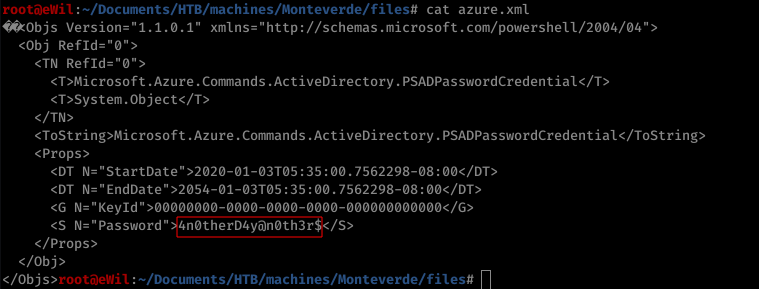 root@eWil:~/Documents/HTB/machines/Monteverde/files# cat azure.xml
��<Objs Version="1.1.0.1" xmlns="http://schemas.microsoft.com/powershell/2004/04">
  <Obj RefId="0">
    <TN RefId="0">
      <T>Microsoft.Azure.Commands.ActiveDirectory.PSADPasswordCredential</T>
      <T>System.Object</T>
    </TN>
    <ToString>Microsoft.Azure.Commands.ActiveDirectory.PSADPasswordCredential</ToString>
    <Props>
      <DT N="StartDate">2020-01-03T05:35:00.7562298-08:00</DT>
      <DT N="EndDate">2054-01-03T05:35:00.7562298-08:00</DT>
      <G N="KeyId">00000000-0000-0000-0000-000000000000</G>
      <S N="Password">4n0therD4y@n0th3r$</S>
    </Props>
  </Obj>
</Objs>root@eWil:~/Documents/HTB/machines/Monteverde/files#